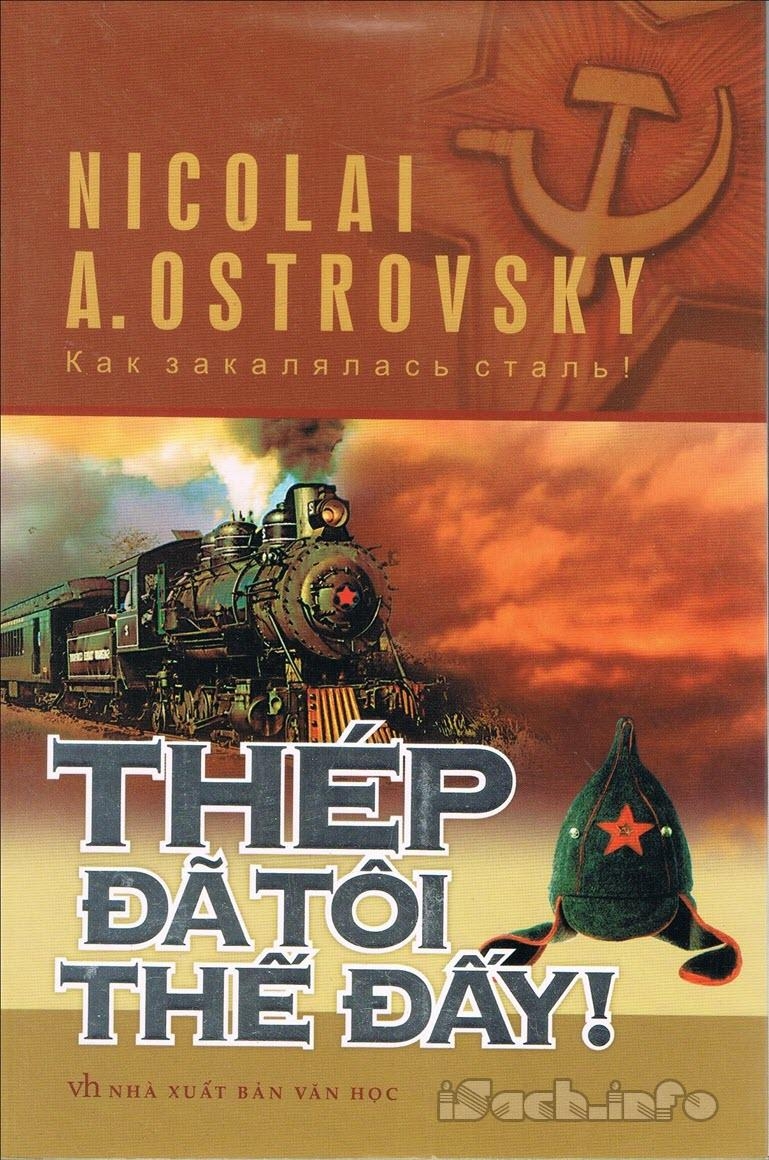 NICOLAI
A. OSTROVSKY
Как закалялась сталь!
THÉP
ĐÃ TÔI
THẾ ĐẤY!
vh NHÀ XUẤT BẢN VĂN HỌC
iSach.info